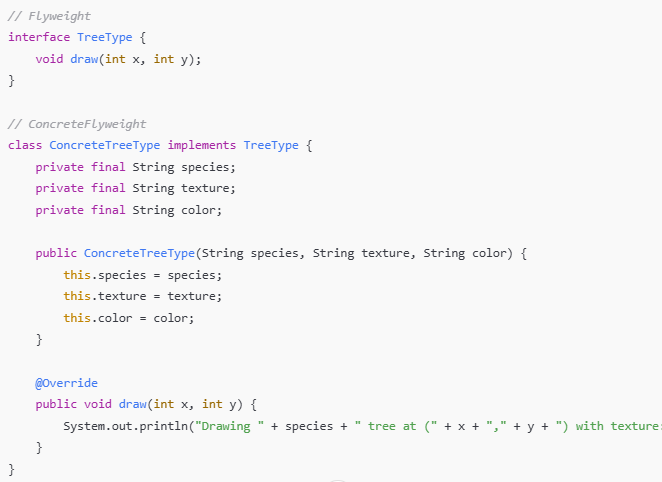 // Flyweight
interface TreeType {
    void draw(int x, int y);
}

// ConcreteFlyweight
class ConcreteTreeType implements TreeType {
    private final String species;
    private final String texture;
    private final String color;

    public ConcreteTreeType(String species, String texture, String color) {
        this.species = species;
        this.texture = texture;
        this.color = color;
    }

    @Override
    public void draw(int x, int y) {
        System.out.println("Drawing " + species + " tree at (" + x + "," + y + ") with texture:
    }
}